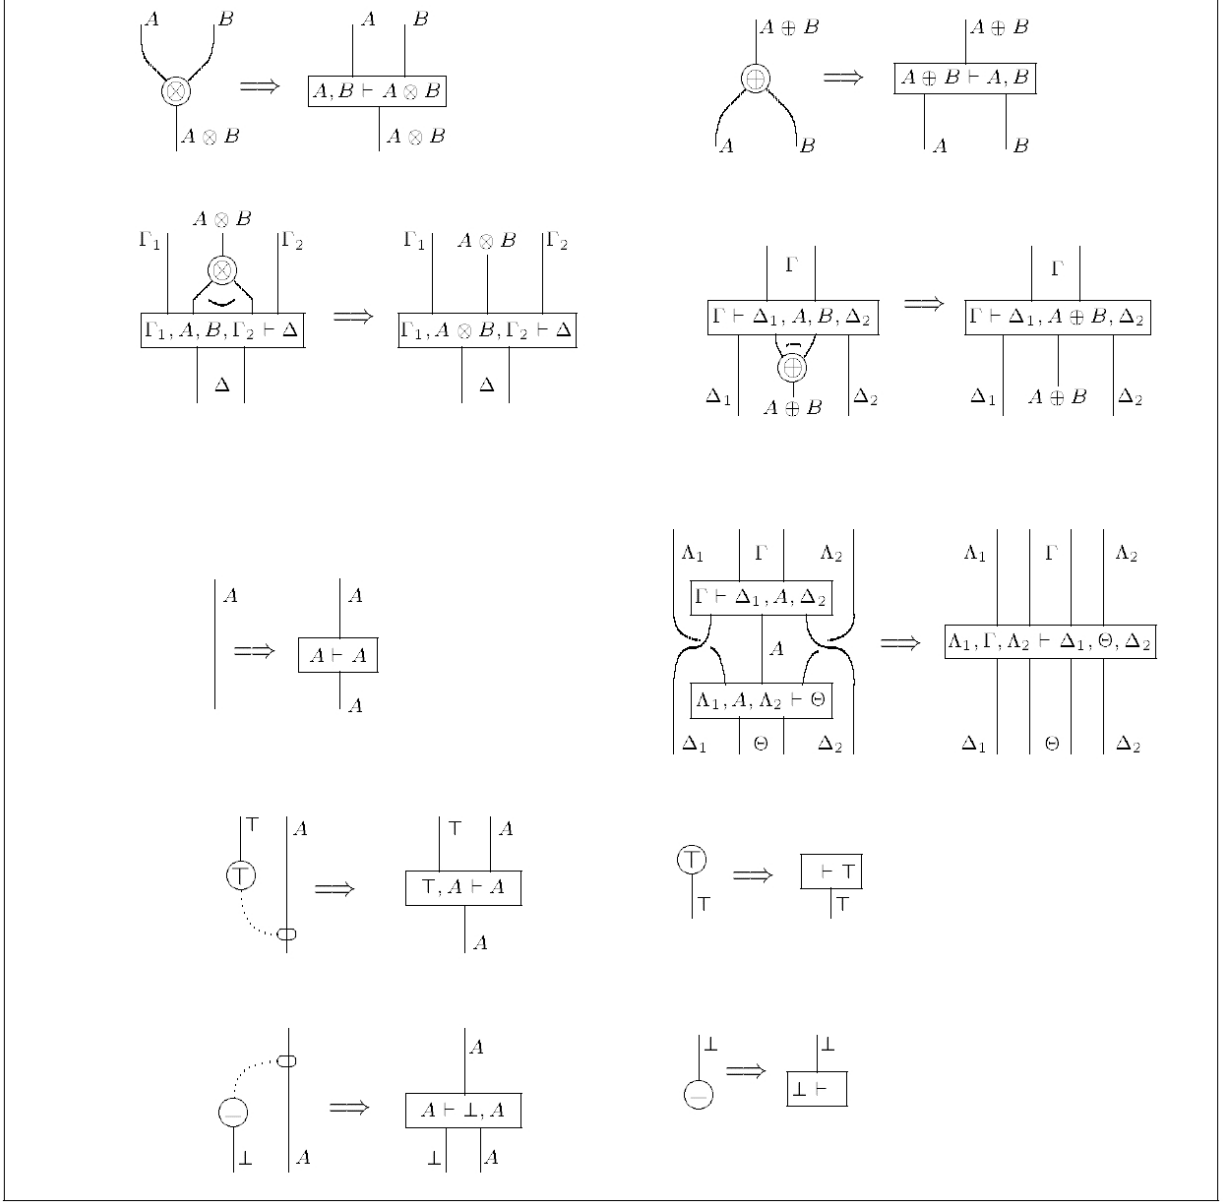 A B ⟹ A B
⊗ A, B ⊢ A ⊗ B
A ⊗ B A ⊗ B
A ⊕ B ⟹ A ⊕ B
⊕ A ⊕ B ⊢ A, B
A B A B
A ⊗ B
Γ₁ Γ₂ Γ₁ A ⊗ B Γ₂
⊗
Γ₁, A, B, Γ₂ ⊢ Δ ⟹ Γ₁, A ⊗ B, Γ₂ ⊢ Δ
Δ Δ
Γ Γ
Γ ⊢ Δ₁, A, B, Δ₂ ⟹ Γ ⊢ Δ₁, A ⊕ B, Δ₂
⊕
Δ₁ A ⊕ B Δ₂ Δ₁ A ⊕ B Δ₂
A A
⟹ A ⊢ A
A
Λ₁ Γ Λ₂ Λ₁ Γ Λ₂
Γ ⊢ Δ₁, A, Δ₂
A ⟹ Λ₁, Γ, Λ₂ ⊢ Δ₁, Θ, Δ₂
Λ₁, A, Λ₂ ⊢ Θ
Δ₁ Θ Δ₂ Δ₁ Θ Δ₂
⊤ A ⊤ A
⊤ ⟹ ⊤, A ⊢ A
A
⊤ ⟹ ⊢ ⊤
⊤ ⊤
A
⟹ A ⊢ ⊥, A
⊥ A ⊥ A
⊥ ⊥
⟹ ⊥ ⊢